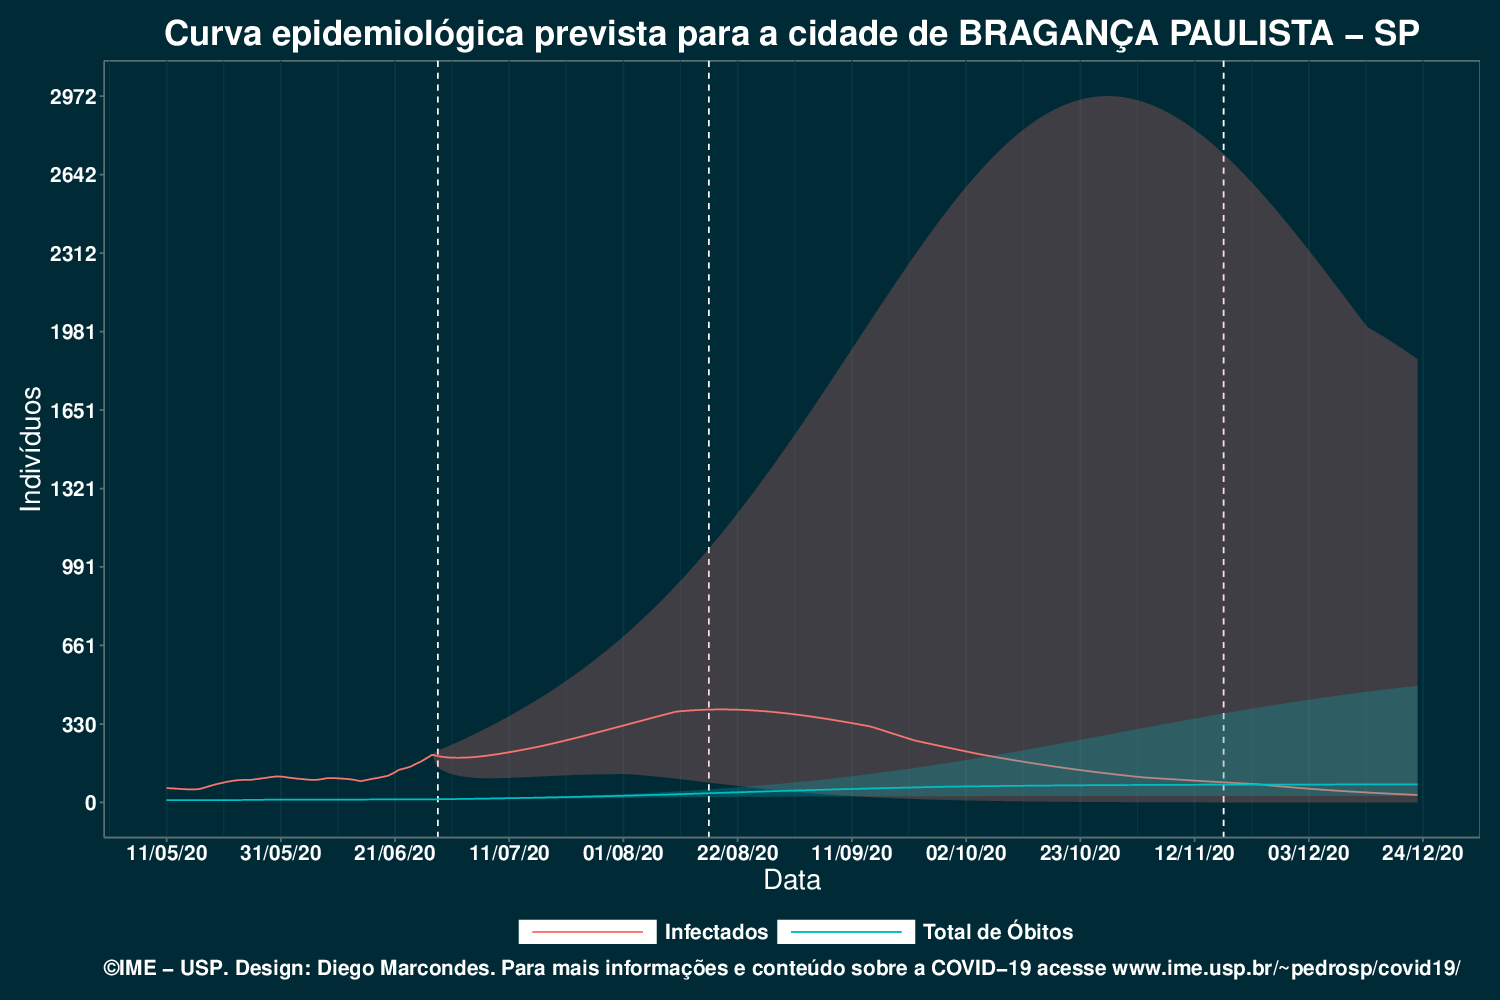 Curva epidemiológica prevista para a cidade de BRAGANÇA PAULISTA − SP
2972
2642
2312
1981
1651
1321
991
661
330
0
Indivíduos
11/05/20 31/05/20 21/06/20 11/07/20 01/08/20 22/08/20 11/09/20 02/10/20 23/10/20 12/11/20 03/12/20 24/12/20
Data
Infectados Total de Óbitos
©IME − USP. Design: Diego Marcondes. Para mais informações e conteúdo sobre a COVID−19 acesse www.ime.usp.br/~pedrosp/covid19/